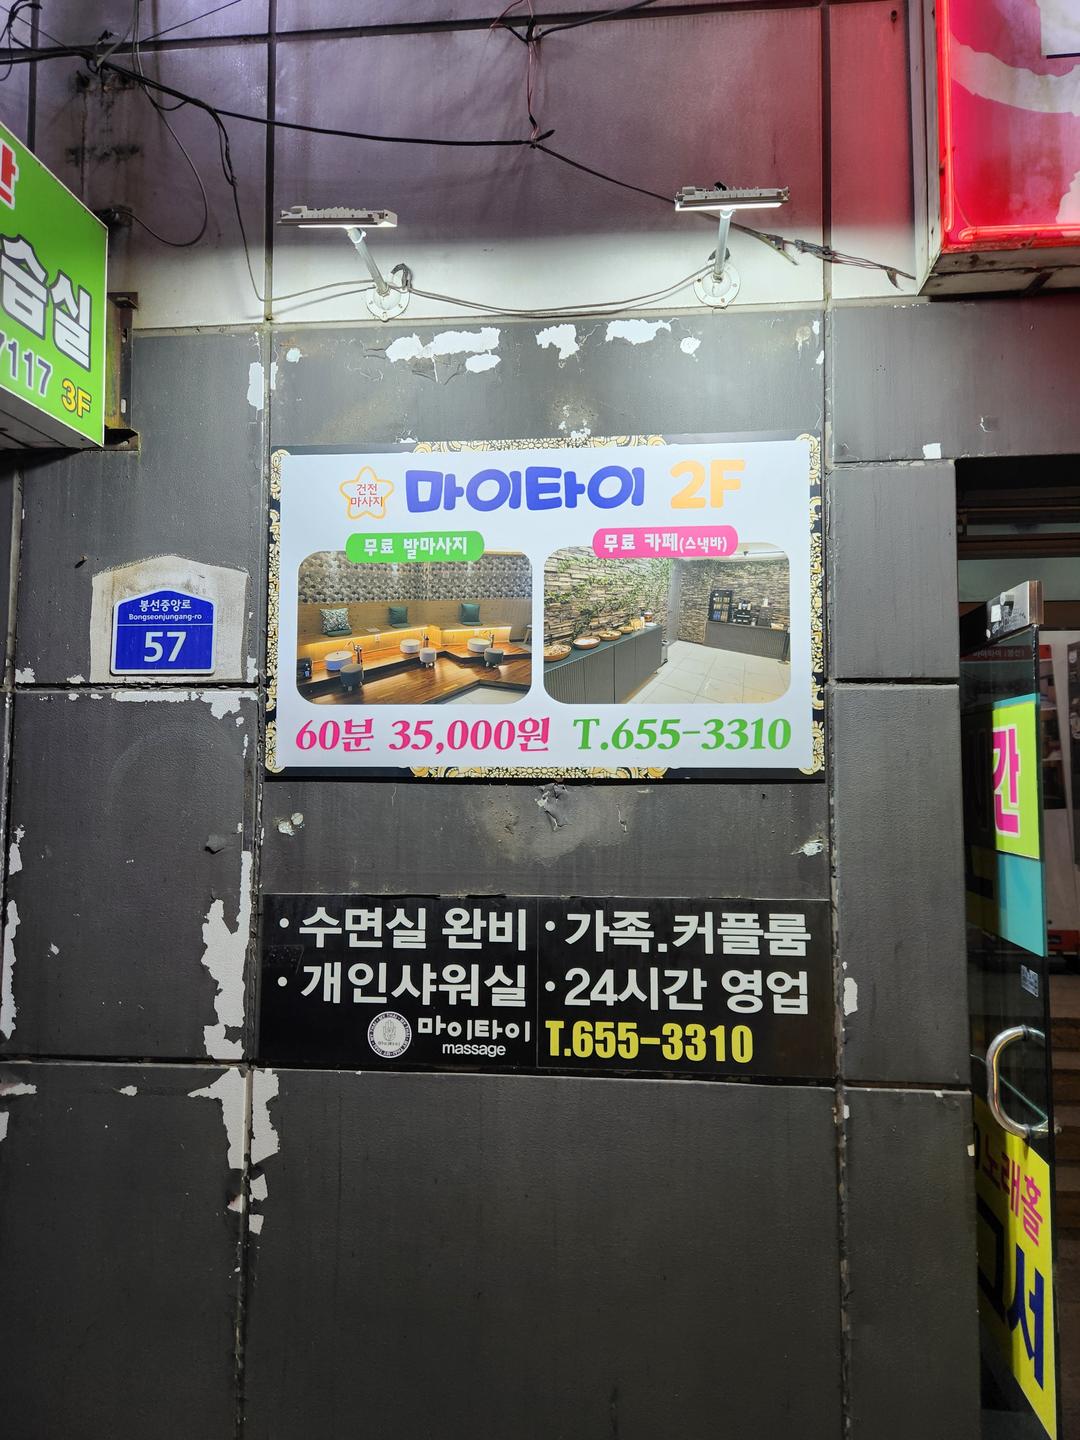 습실
7117 3F
건전
마사지
마이타이 2F
무료 발마사지
무료 카페(스낵바)
60분 35,000원 T.655-3310
봉선중앙로
Bongseonjungang-ro
57
· 수면실 완비
· 개인샤워실
마이타이
massage
· 가족.커플룸
· 24시간 영업
T.655-3310
간
노래홀